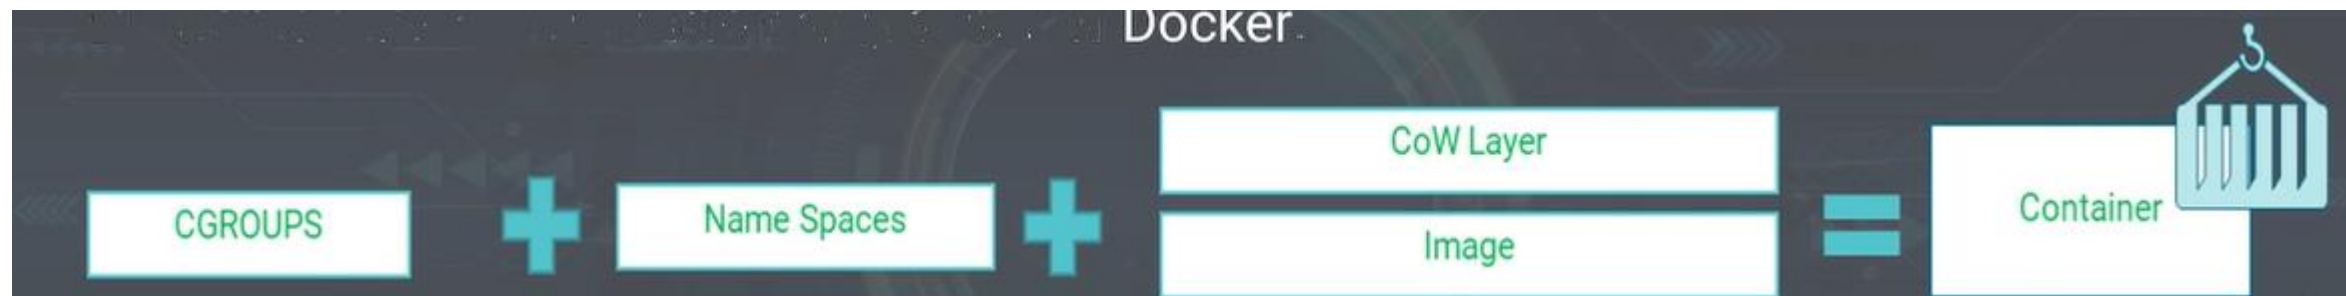 Docker
CGROUPS
Name Spaces
CoW Layer
Image
Container